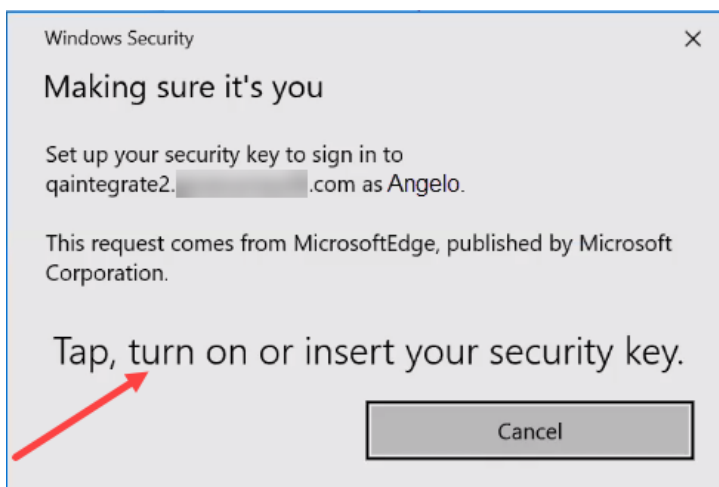 Windows Security
Making sure it's you
Set up your security key to sign in to
qaintegrate2. .com as Angelo.
This request comes from MicrosoftEdge, published by Microsoft
Corporation.
Tap, turn on or insert your security key.
Cancel